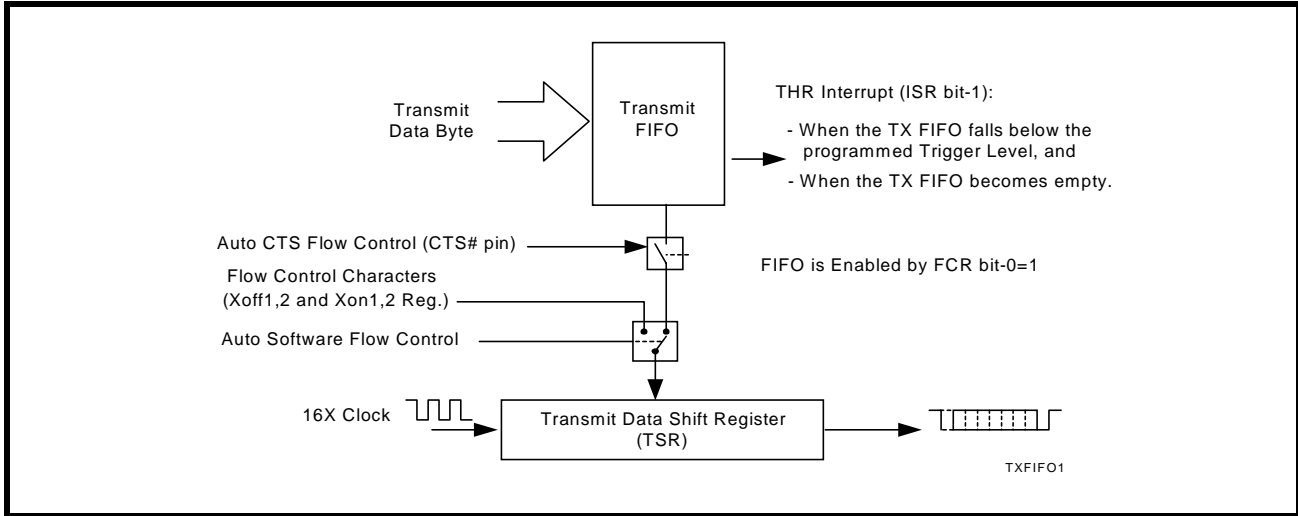 Transmit
Data Byte
Transmit
FIFO
THR Interrupt (ISR bit-1):
- When the TX FIFO falls below the
programmed Trigger Level, and
- When the TX FIFO becomes empty.
Auto CTS Flow Control (CTS# pin)
Flow Control Characters
(Xoff1,2 and Xon1,2 Reg.)
Auto Software Flow Control
FIFO is Enabled by FCR bit-0=1
16X Clock
Transmit Data Shift Register
(TSR)
TXFIFO1